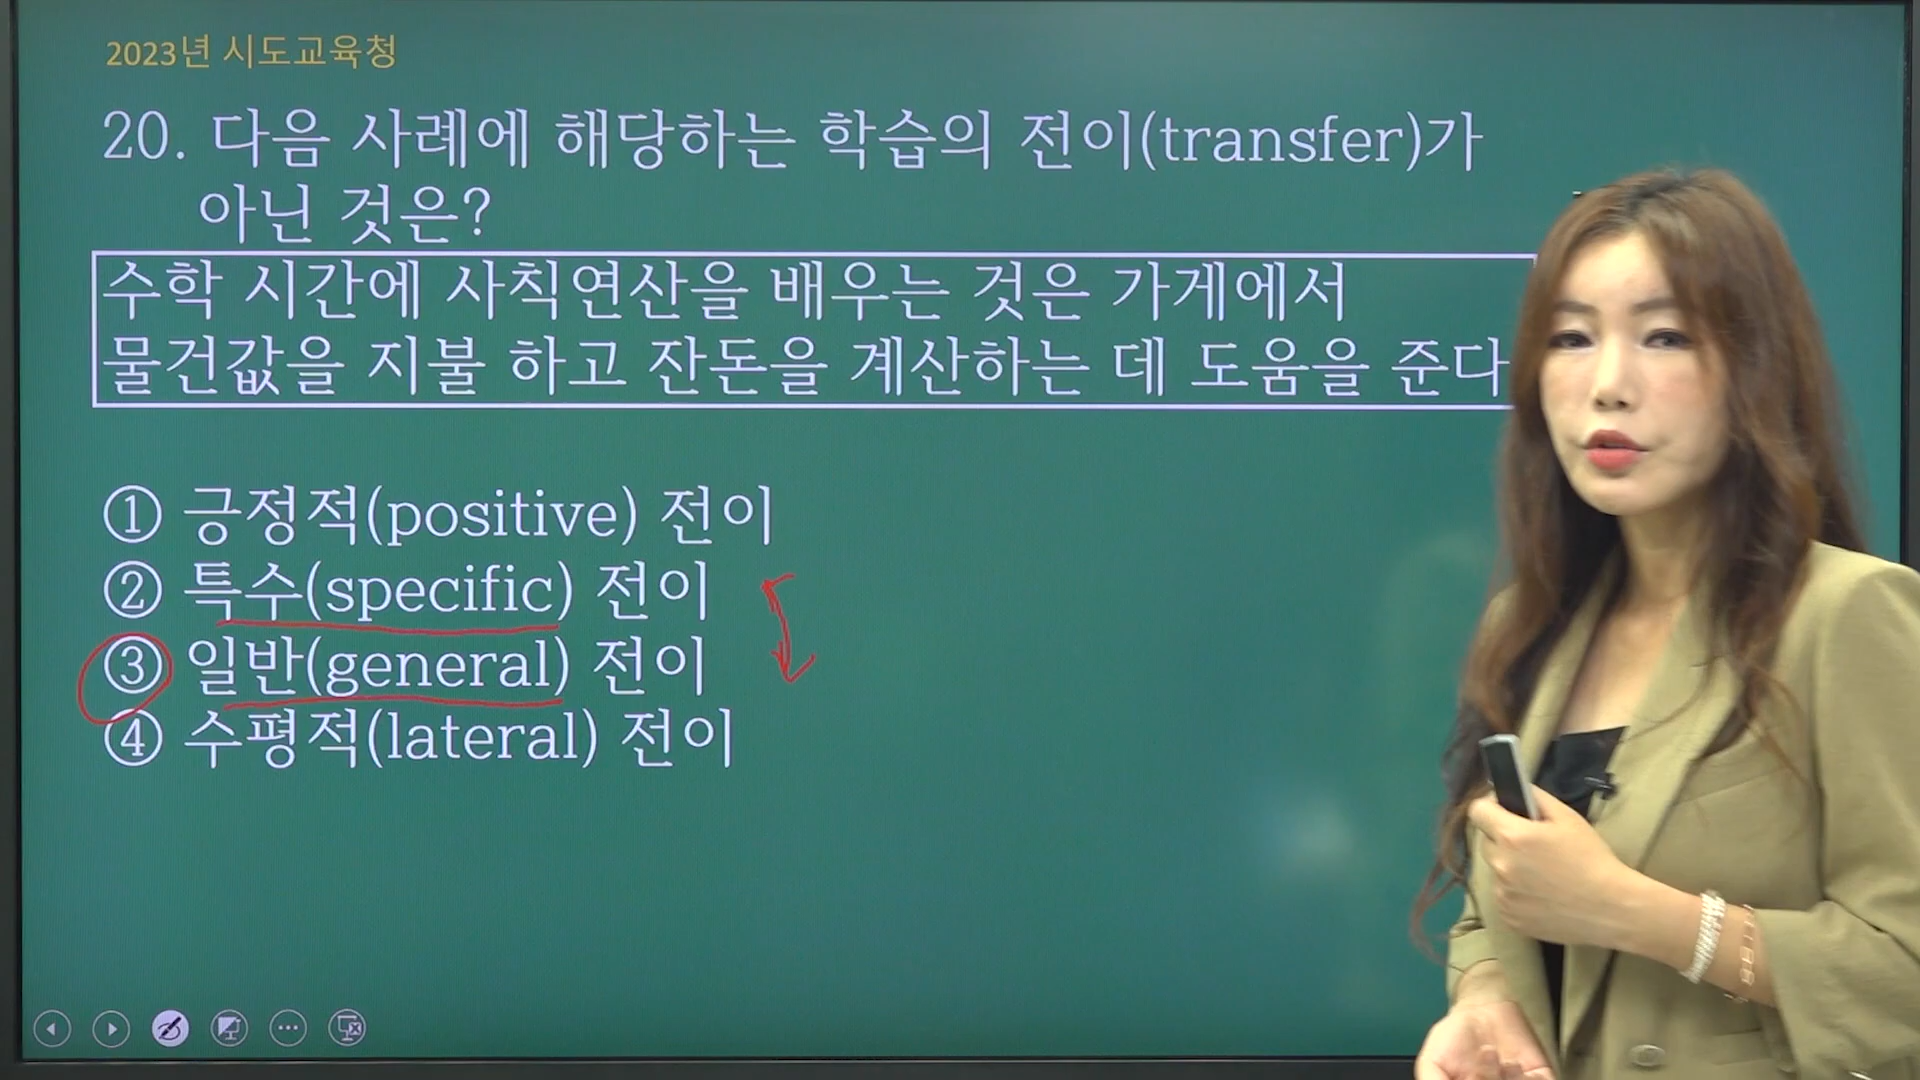 2023년 시도교육청
20. 다음 사례에 해당하는 학습의 전이(transfer)가
아닌 것은?
수학 시간에 사칙연산을 배우는 것은 가게에서
물건값을 지불 하고 잔돈을 계산하는 데 도움을 준다
① 긍정적(positive) 전이
② 특수(specific) 전이
③ 일반(general) 전이
④ 수평적(lateral) 전이